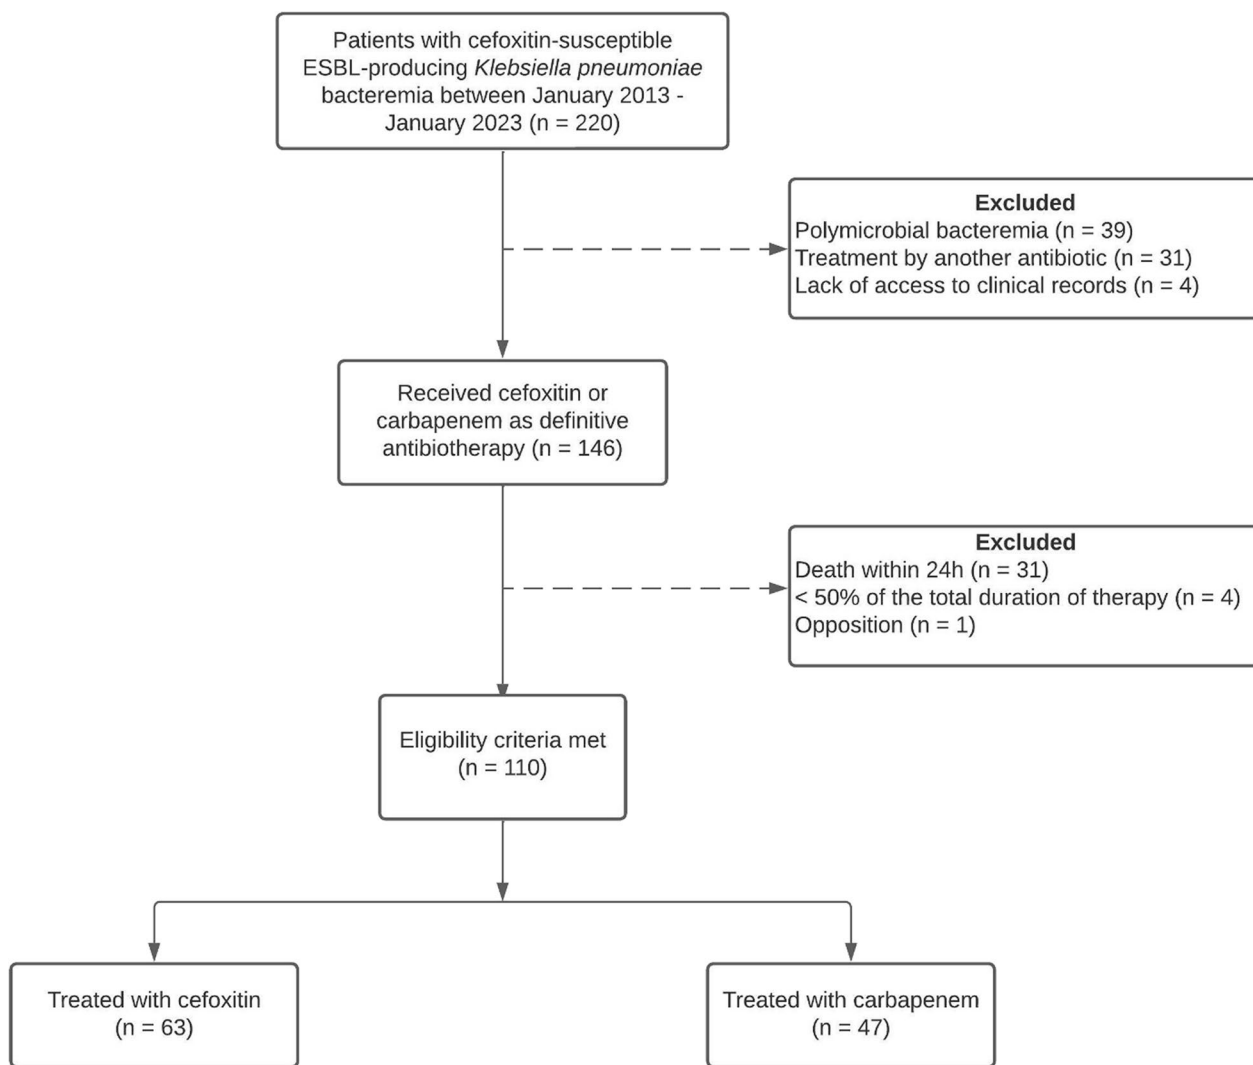 Patients with cefoxitin-susceptible
ESBL-producing Klebsiella pneumoniae
bacteremia between January 2013 -
January 2023 (n = 220)
Excluded
Polymicrobial bacteremia (n = 39)
Treatment by another antibiotic (n = 31)
Lack of access to clinical records (n = 4)
Received cefoxitin or
carbapenem as definitive
antibiotherapy (n = 146)
Excluded
Death within 24h (n = 31)
< 50% of the total duration of therapy (n = 4)
Opposition (n = 1)
Eligibility criteria met
(n = 110)
Treated with cefoxitin
(n = 63)
Treated with carbapenem
(n = 47)